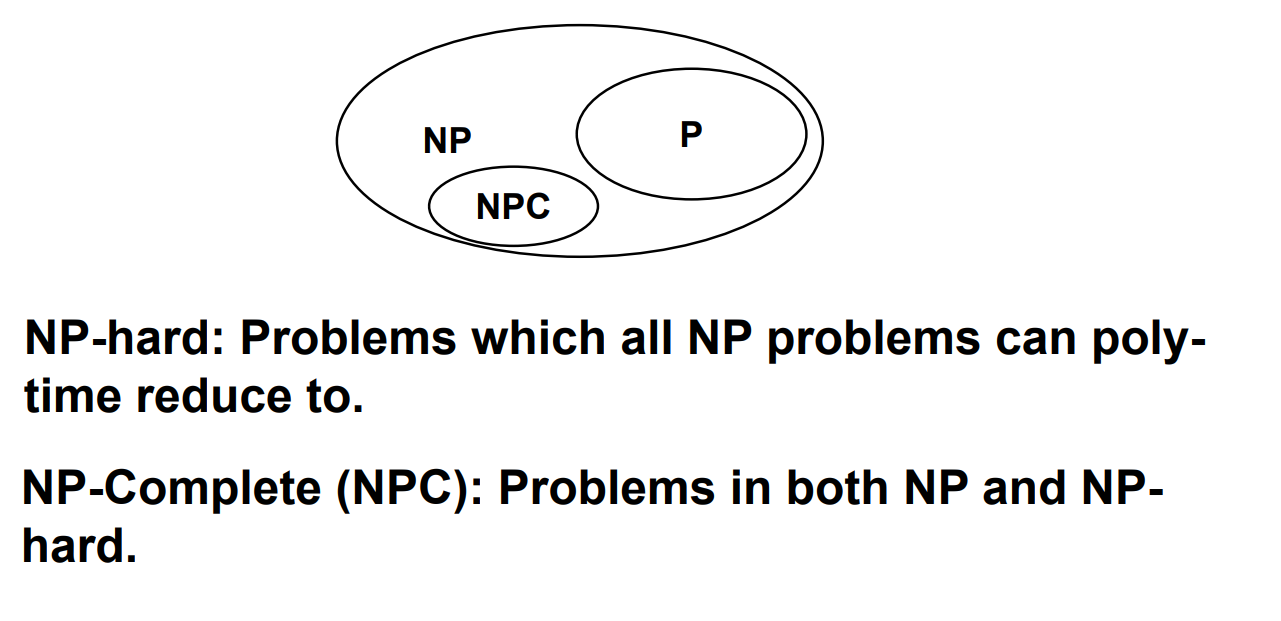 NP
P
NPC
NP-hard: Problems which all NP problems can poly-
time reduce to.
NP-Complete (NPC): Problems in both NP and NP-
hard.